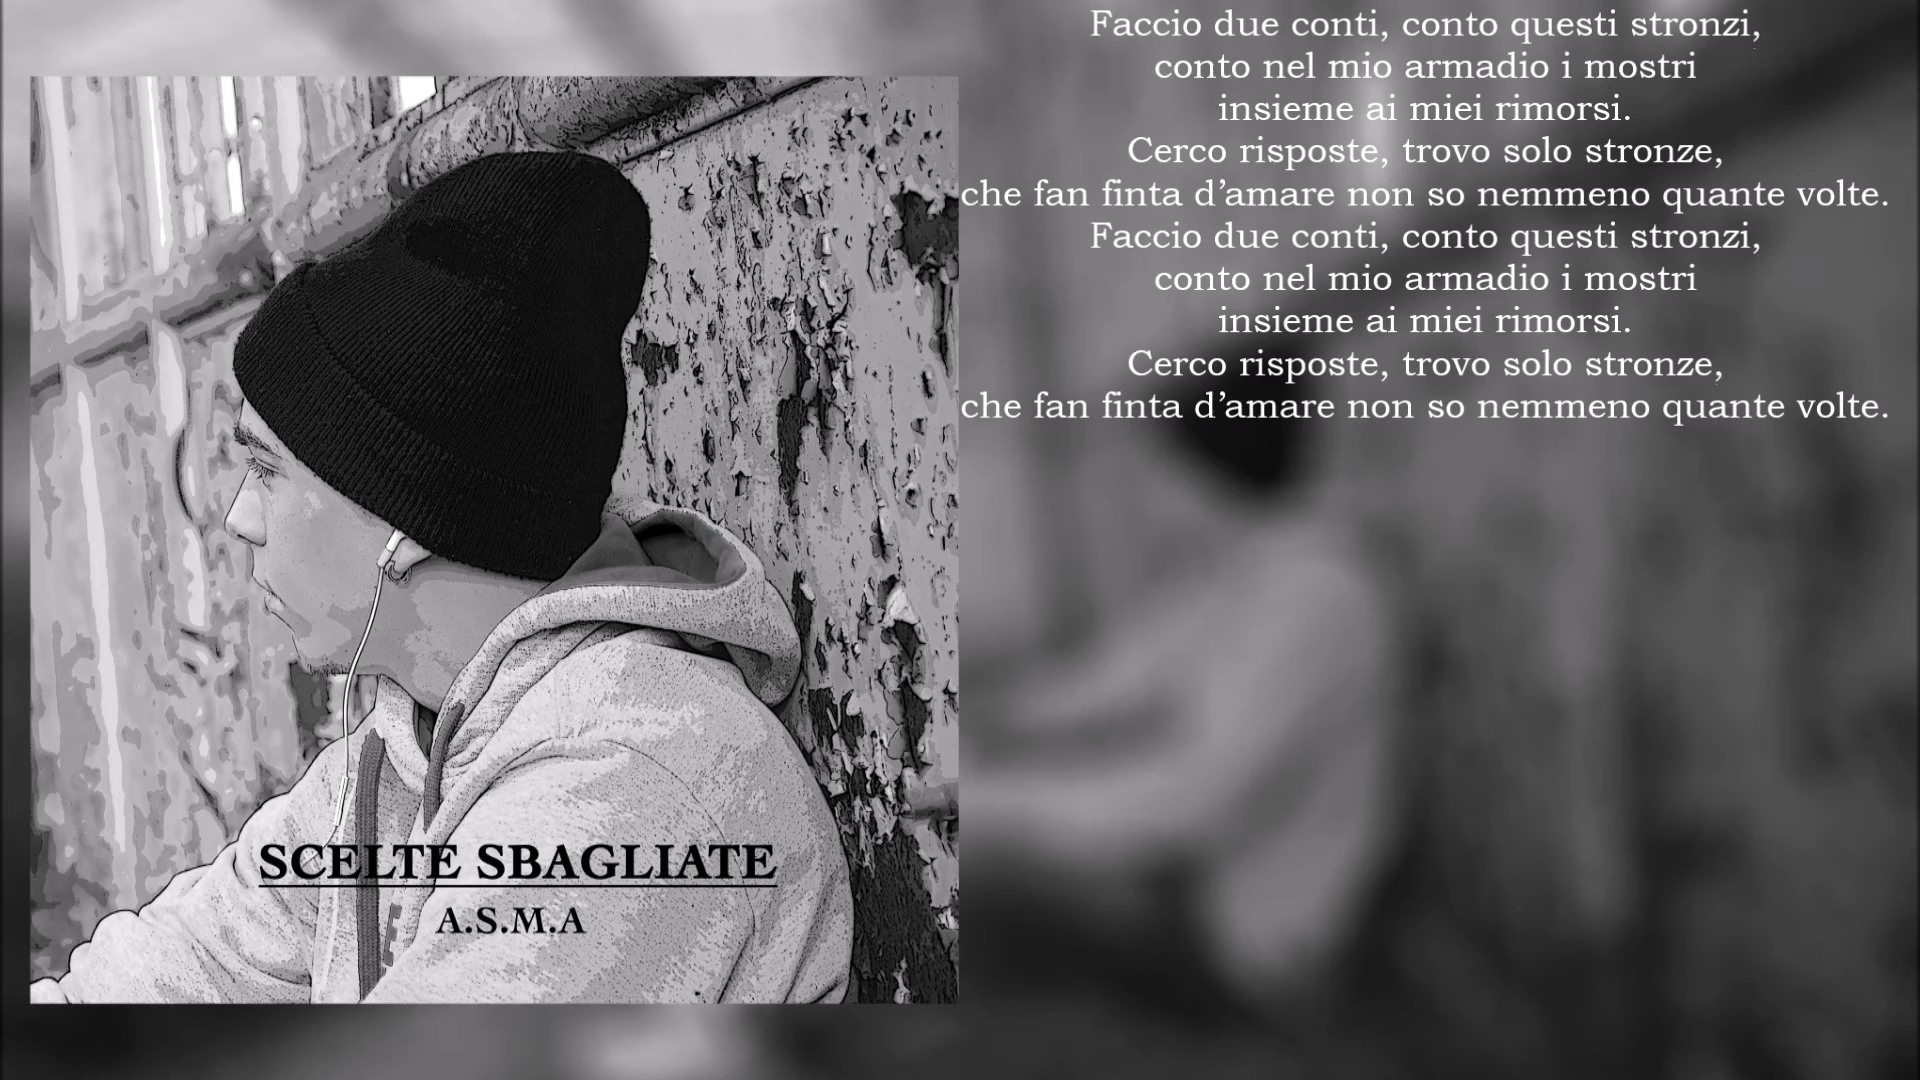 Faccio due conti, conto questi stronzi,
conto nel mio armadio i mostri
insieme ai miei rimorsi.
Cerco risposte, trovo solo stronze,
che fan finta d’amare non so nemmeno quante volte.
Faccio due conti, conto questi stronzi,
conto nel mio armadio i mostri
insieme ai miei rimorsi.
Cerco risposte, trovo solo stronze,
che fan finta d’amare non so nemmeno quante volte.
SCELTE SBAGLIATE
A.S.M.A